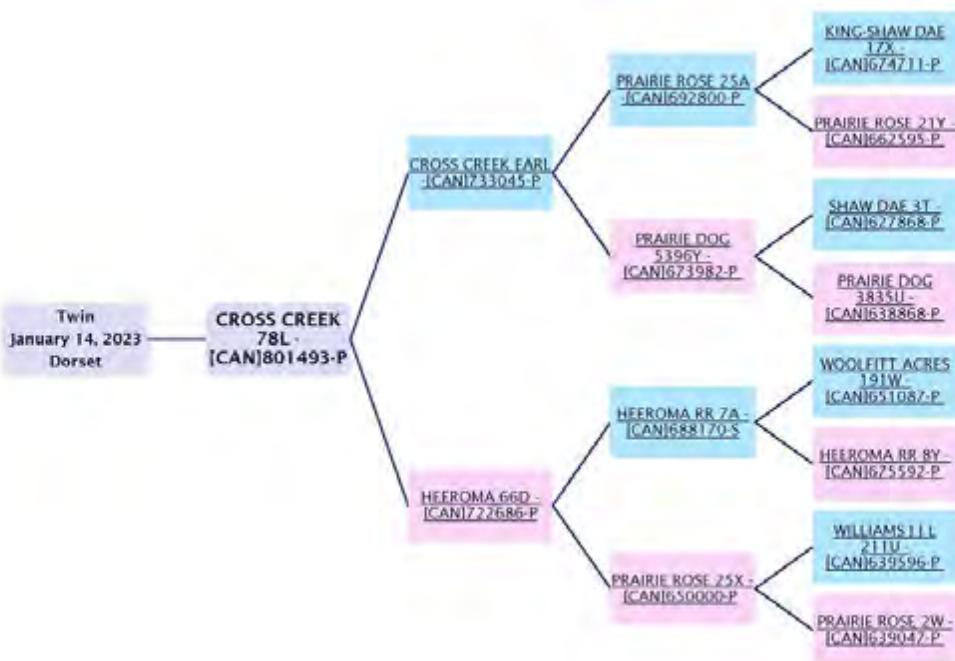 Twin
January 14, 2023
Dorset
CROSS CREEK
78L -
[CAN]801493-P
CROSS CREEK EARL
-[CAN]733045-P
HEEROMA 66D -
[CAN]722686-P
PRAIRIE ROSE 25A
-[CAN]692800-P
PRAIRIE DOG
5396Y -
[CAN]673982-P
HEEROMA RR 7A -
[CAN]688170-S
PRAIRIE ROSE 25X -
[CAN]650000-P
KING-SHAW DAE
17X -
[CAN]674711-P
PRAIRIE ROSE 21Y -
[CAN]662595-P
SHAW DAE 3T -
[CAN]627868-P
PRAIRIE DOG
3835U -
[CAN]638868-P
WOOLFITT ACRES
191W -
[CAN]651087-P
HEEROMA RR 8Y -
[CAN]675592-P
WILLIAMS
211U -
[CAN]639596-P
PRAIRIE ROSE 2W -
[CAN]639047-P